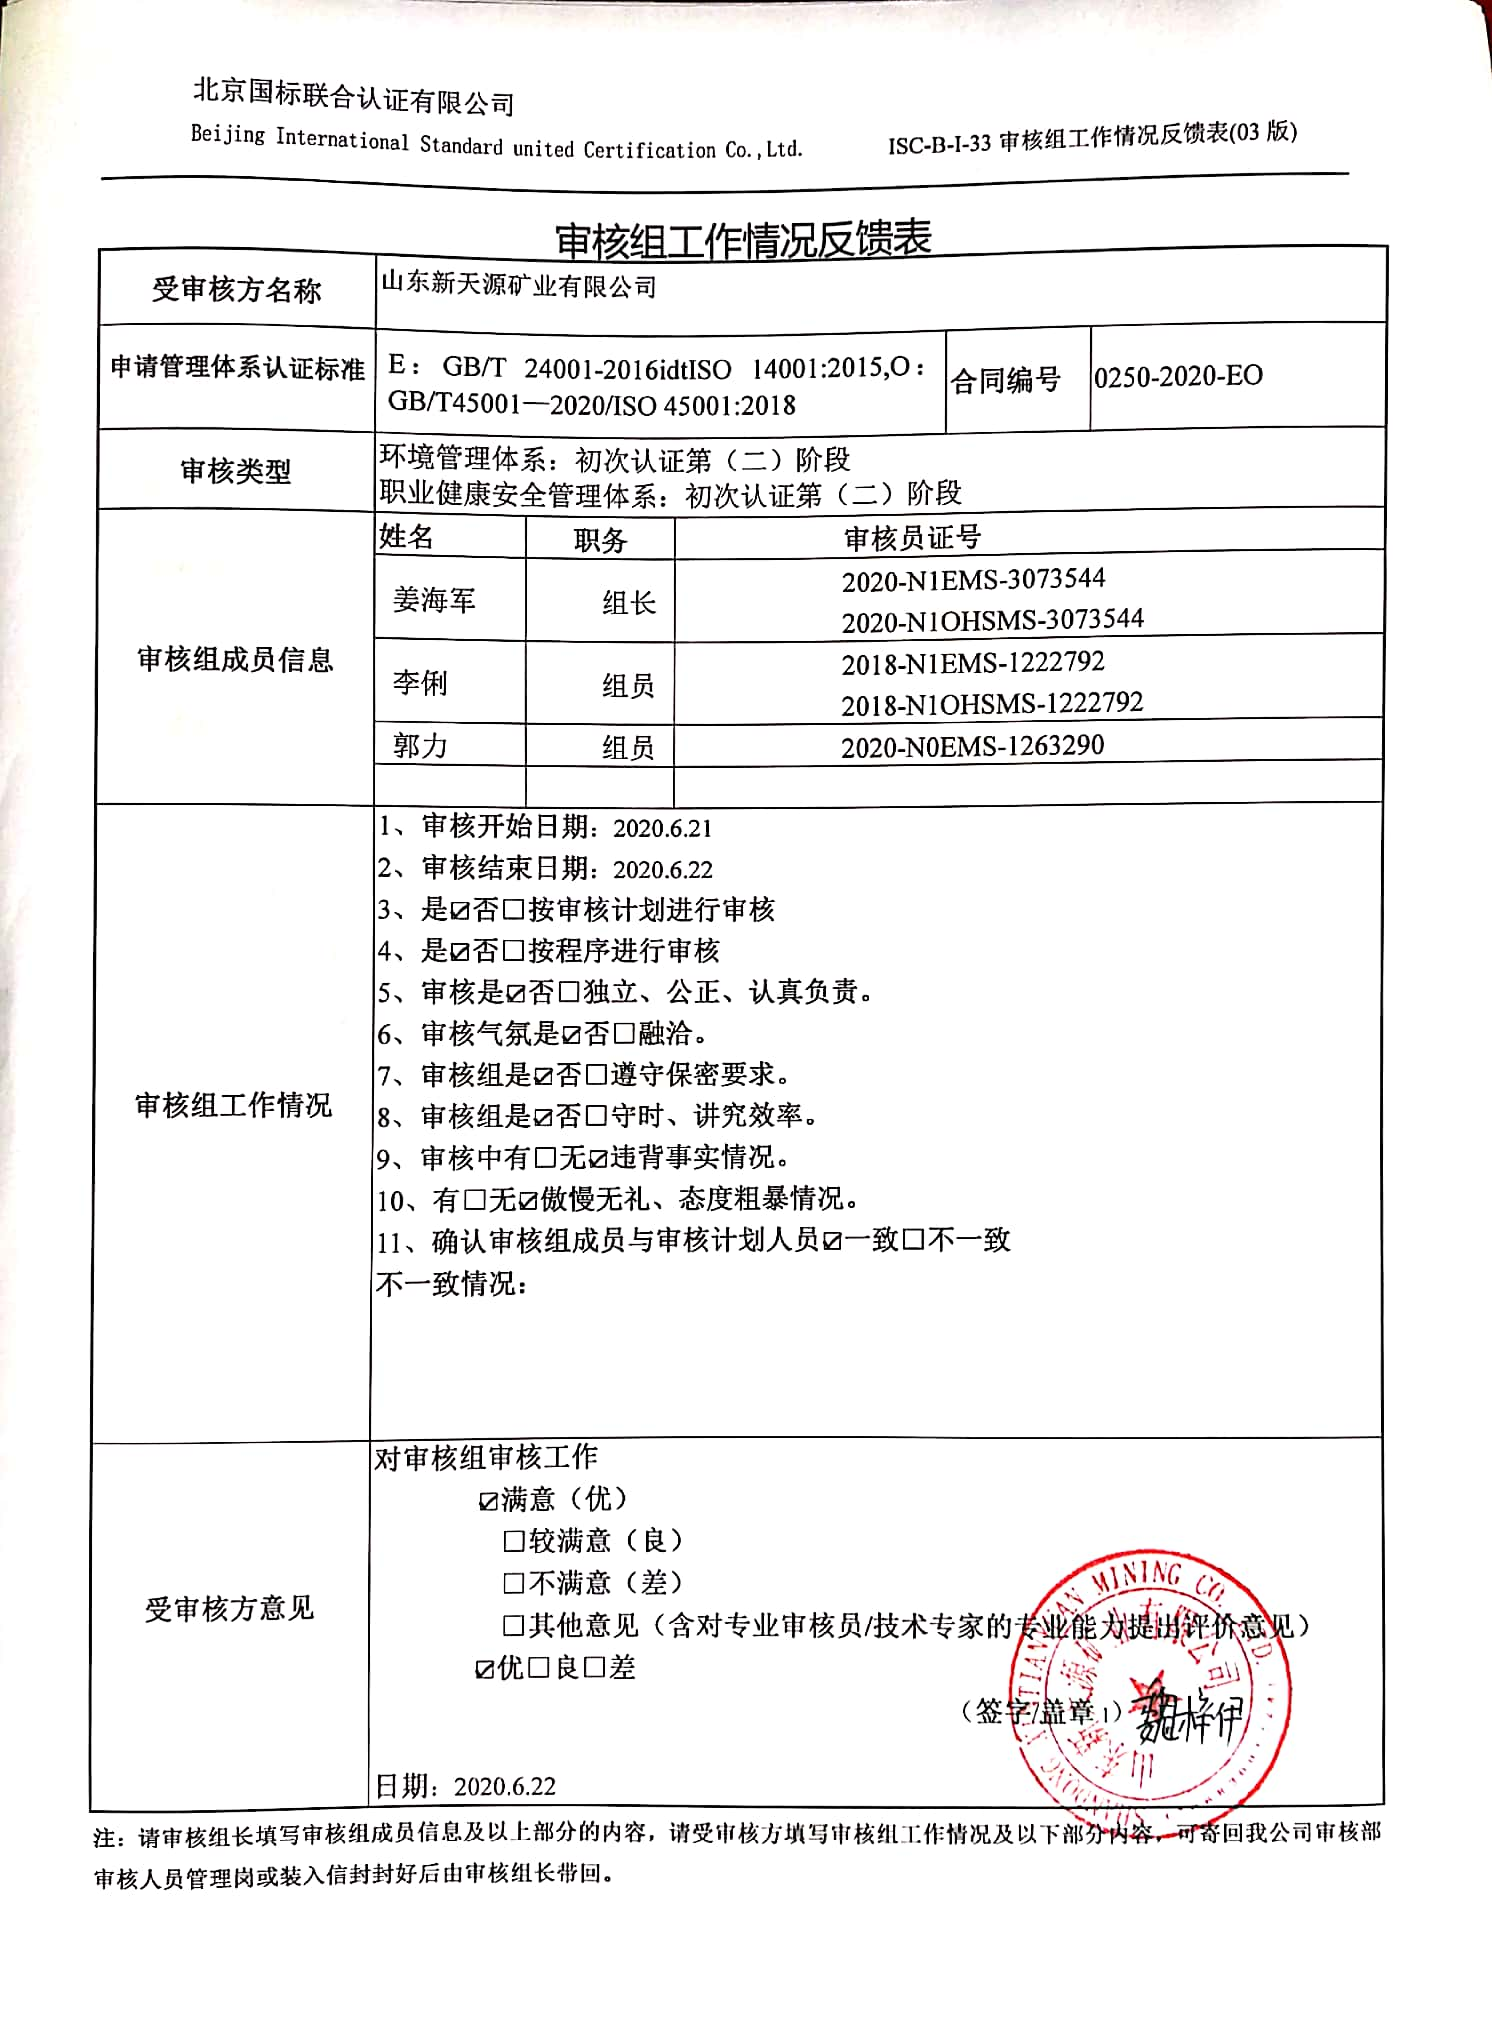 北京国标联合认证有限公司
Beijing International Standard united Certification Co.,Ltd.
ISC-B-I-33 审核组工作情况反馈表(03 版)
审核组工作情况反馈表
受审核方名称
山东新天源矿业有限公司
申请管理体系认证标准
E： GB/T 24001-2016idtISO 14001:2015,O：
GB/T45001—2020/ISO 45001:2018
合同编号
0250-2020-EO
审核类型
环境管理体系：初次认证第（二）阶段
职业健康安全管理体系：初次认证第（二）阶段
审核组成员信息
姓名 职务 审核员证号
姜海军 组长 2020-N1EMS-3073544
2020-N1OHSMS-3073544
李俐 组员 2018-N1EMS-1222792
2018-N1OHSMS-1222792
郭力 组员 2020-N0EMS-1263290
审核组工作情况
1、审核开始日期：2020.6.21
2、审核结束日期：2020.6.22
3、是☑否☐按审核计划进行审核
4、是☑否☐按程序进行审核
5、审核是☑否☐独立、公正、认真负责。
6、审核气氛是☑否☐融洽。
7、审核组是☑否☐遵守保密要求。
8、审核组是☑否☐守时、讲究效率。
9、审核中有☐无☑违背事实情况。
10、有☐无☑傲慢无礼、态度粗暴情况。
11、确认审核组成员与审核计划人员☑一致☐不一致
不一致情况：
受审核方意见
对审核组审核工作
☑满意（优）
☐较满意（良）
☐不满意（差）
☐其他意见（含对专业审核员/技术专家的专业能力提出评价意见）
☑优☐良☐差
（签字/盖章）
魏梓伊
日期：2020.6.22
山东新天源矿业有限公司
MINING CO. LTD.
注：请审核组长填写审核组成员信息及以上部分的内容，请受审核方填写审核组工作情况及以下部分内容，可寄回我公司审核部
审核人员管理岗或装入信封封好后由审核组长带回。